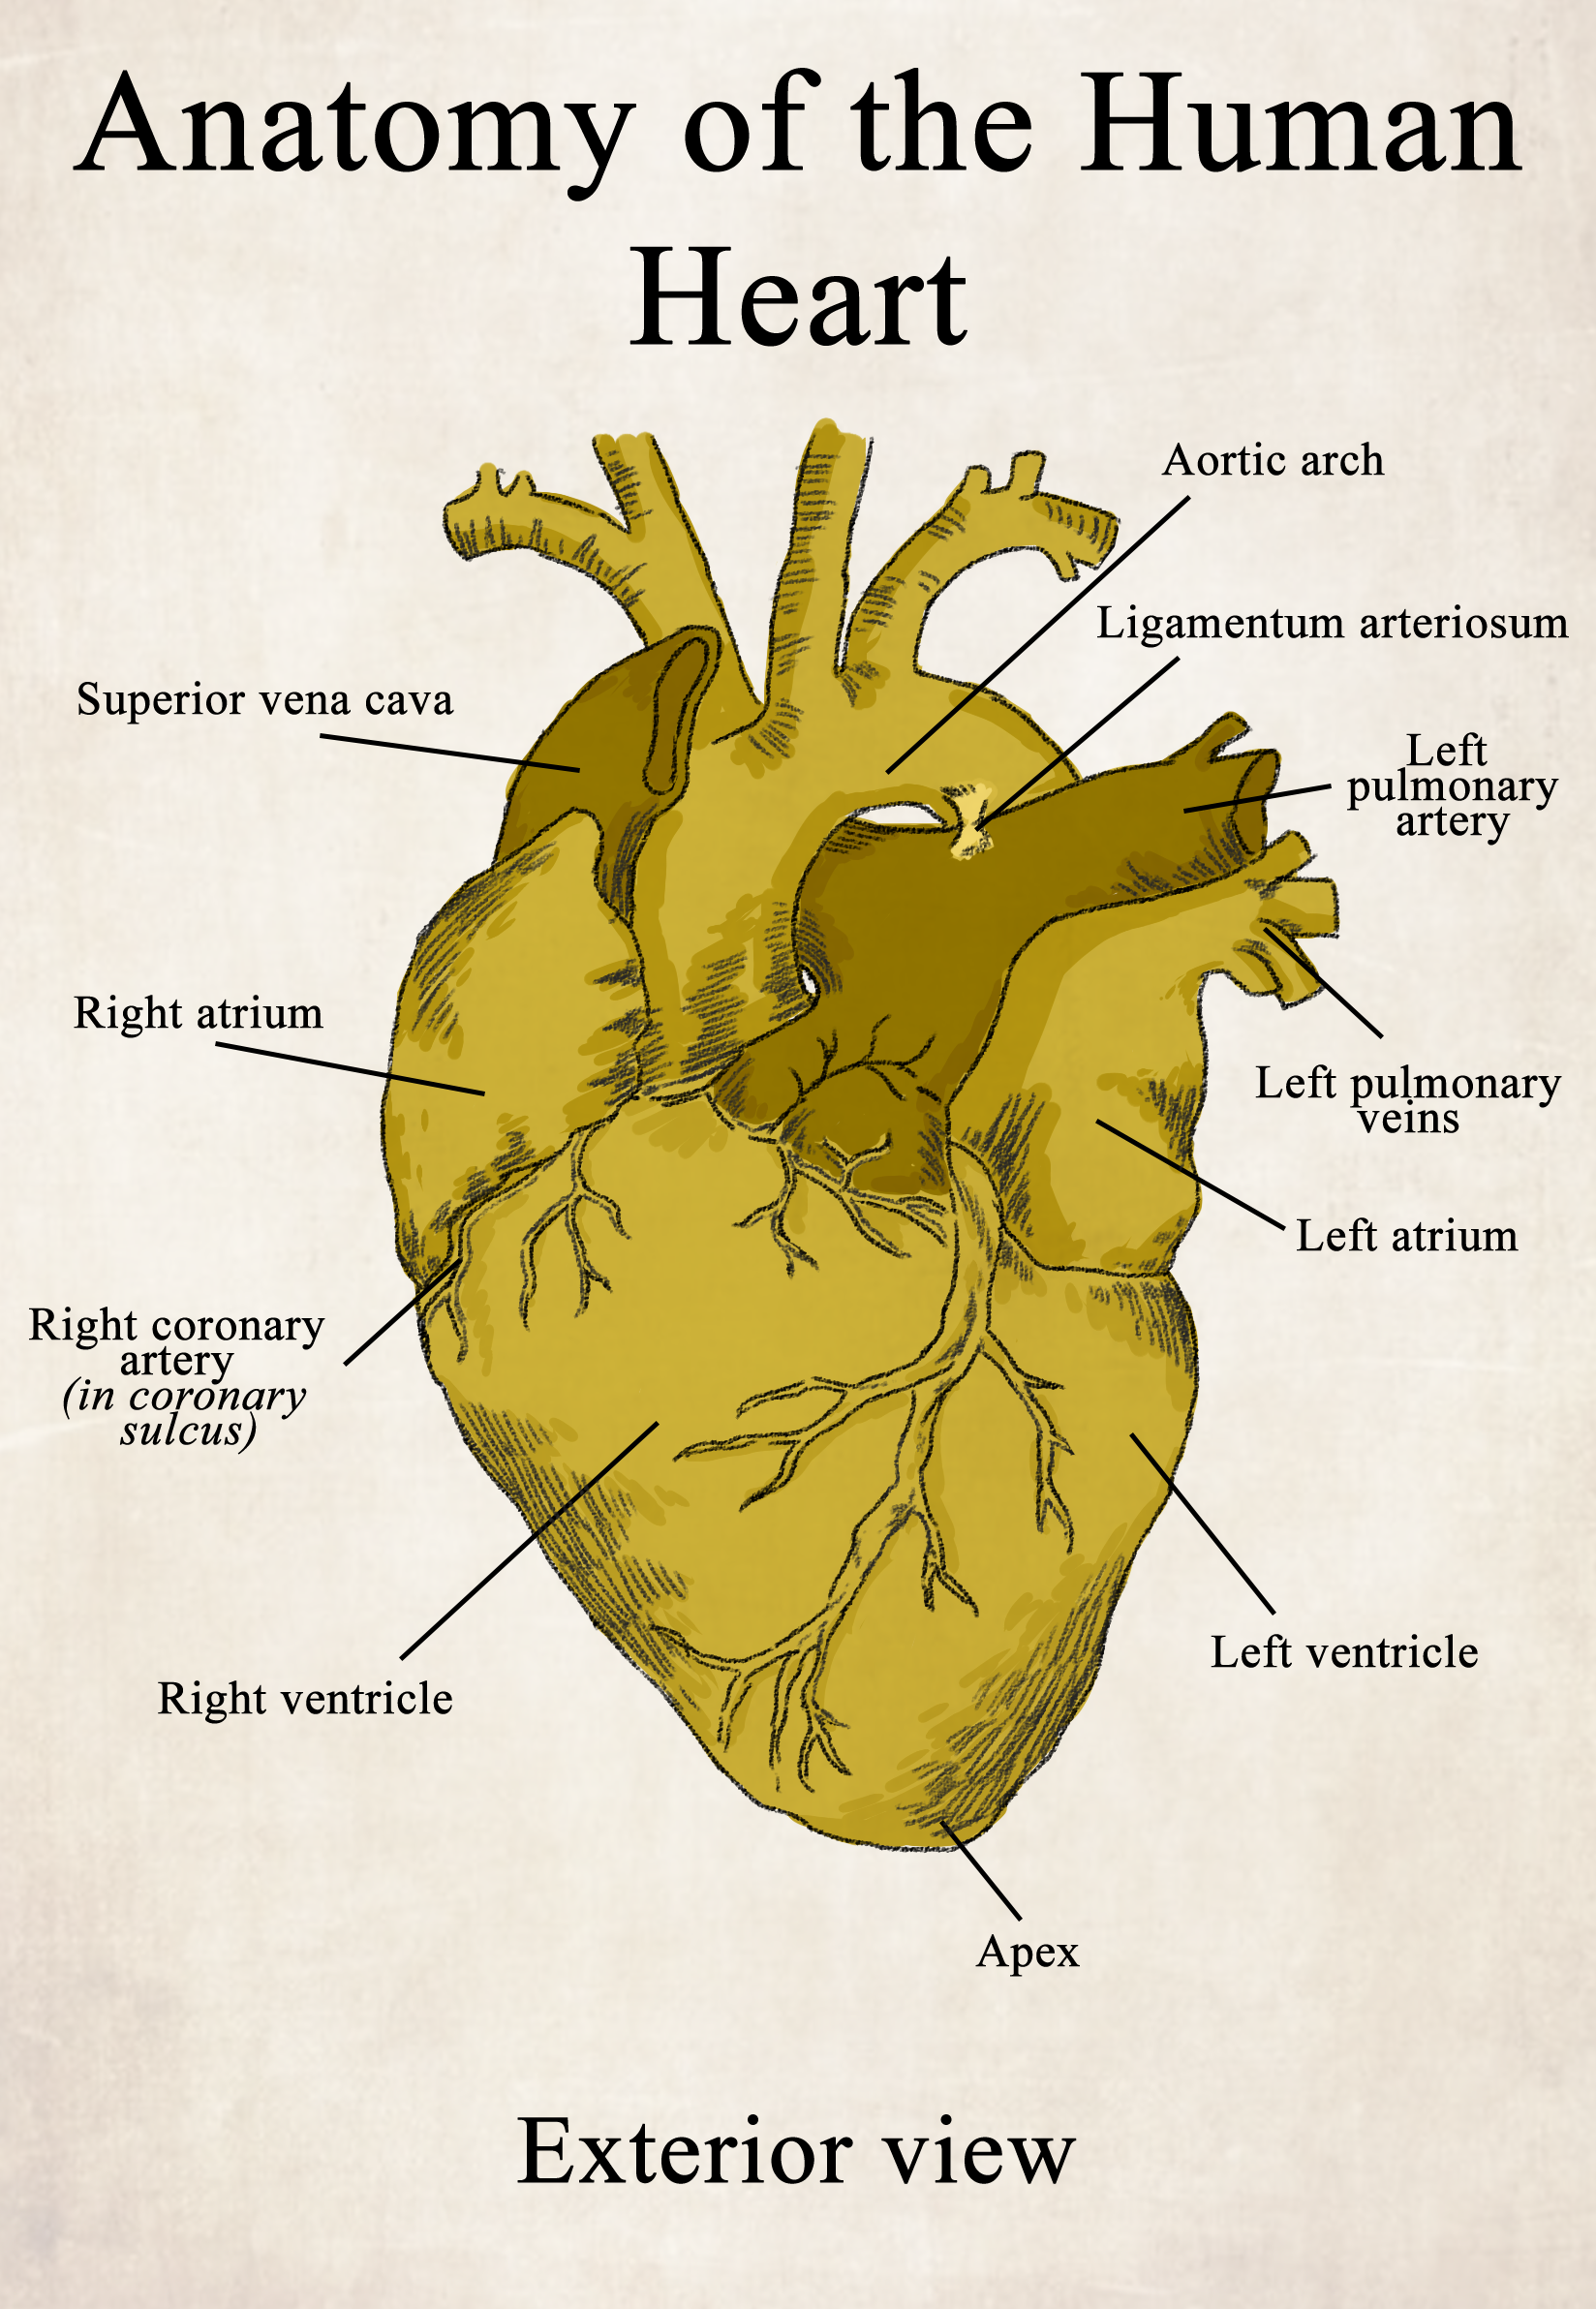 Anatomy of the Human
Heart
Aortic arch
Ligamentum arteriosum
Superior vena cava
Left
pulmonary
artery
Right atrium
Left pulmonary
veins
Left atrium
Right coronary
artery
(in coronary
sulcus)
Left ventricle
Right ventricle
Apex
Exterior view